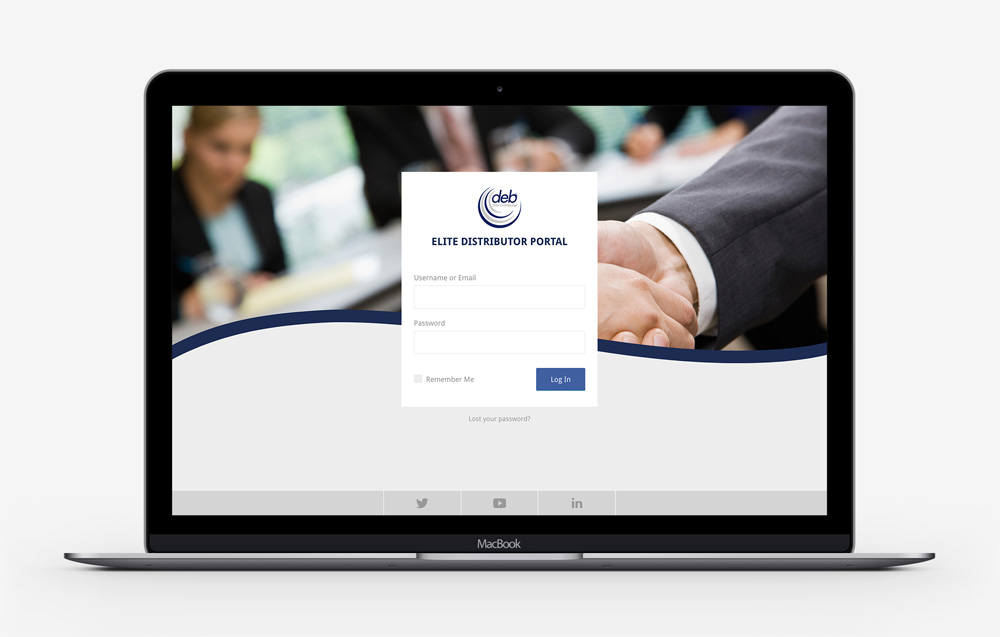 deb
ELITE DISTRIBUTOR PORTAL
Username or Email
Password
Remember Me
Log In
Lost your password?
in
MacBook